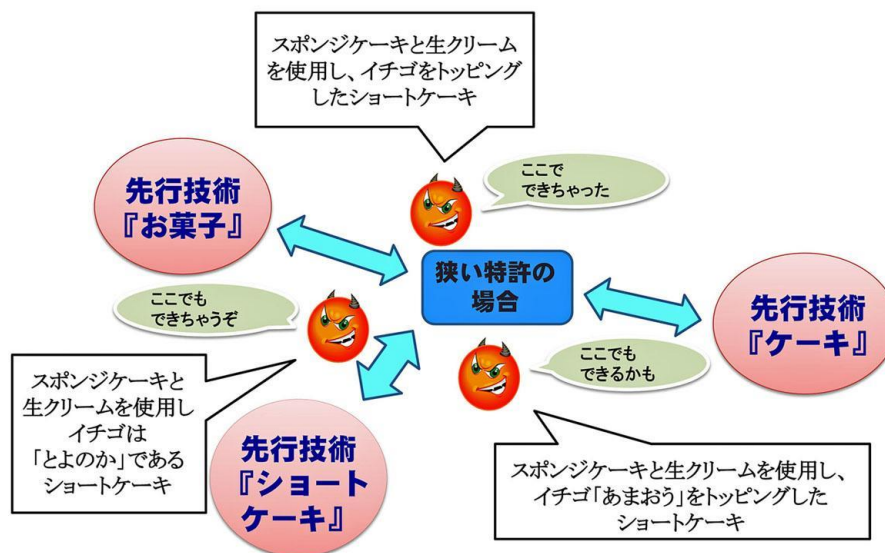 スポンジケーキと生クリーム
を使用し、イチゴをトッピング
したショートケーキ
先行技術
『お菓子』
ここで
できちゃった
狭い特許の
場合
ここでも
できちゃうぞ
先行技術
『ケーキ』
ここでも
できるかも
スポンジケーキと
生クリームを使用し
イチゴは
「とよのか」である
ショートケーキ
先行技術
『ショート
ケーキ』
スポンジケーキと生クリームを使用し、
イチゴ「あまおう」をトッピングした
ショートケーキ